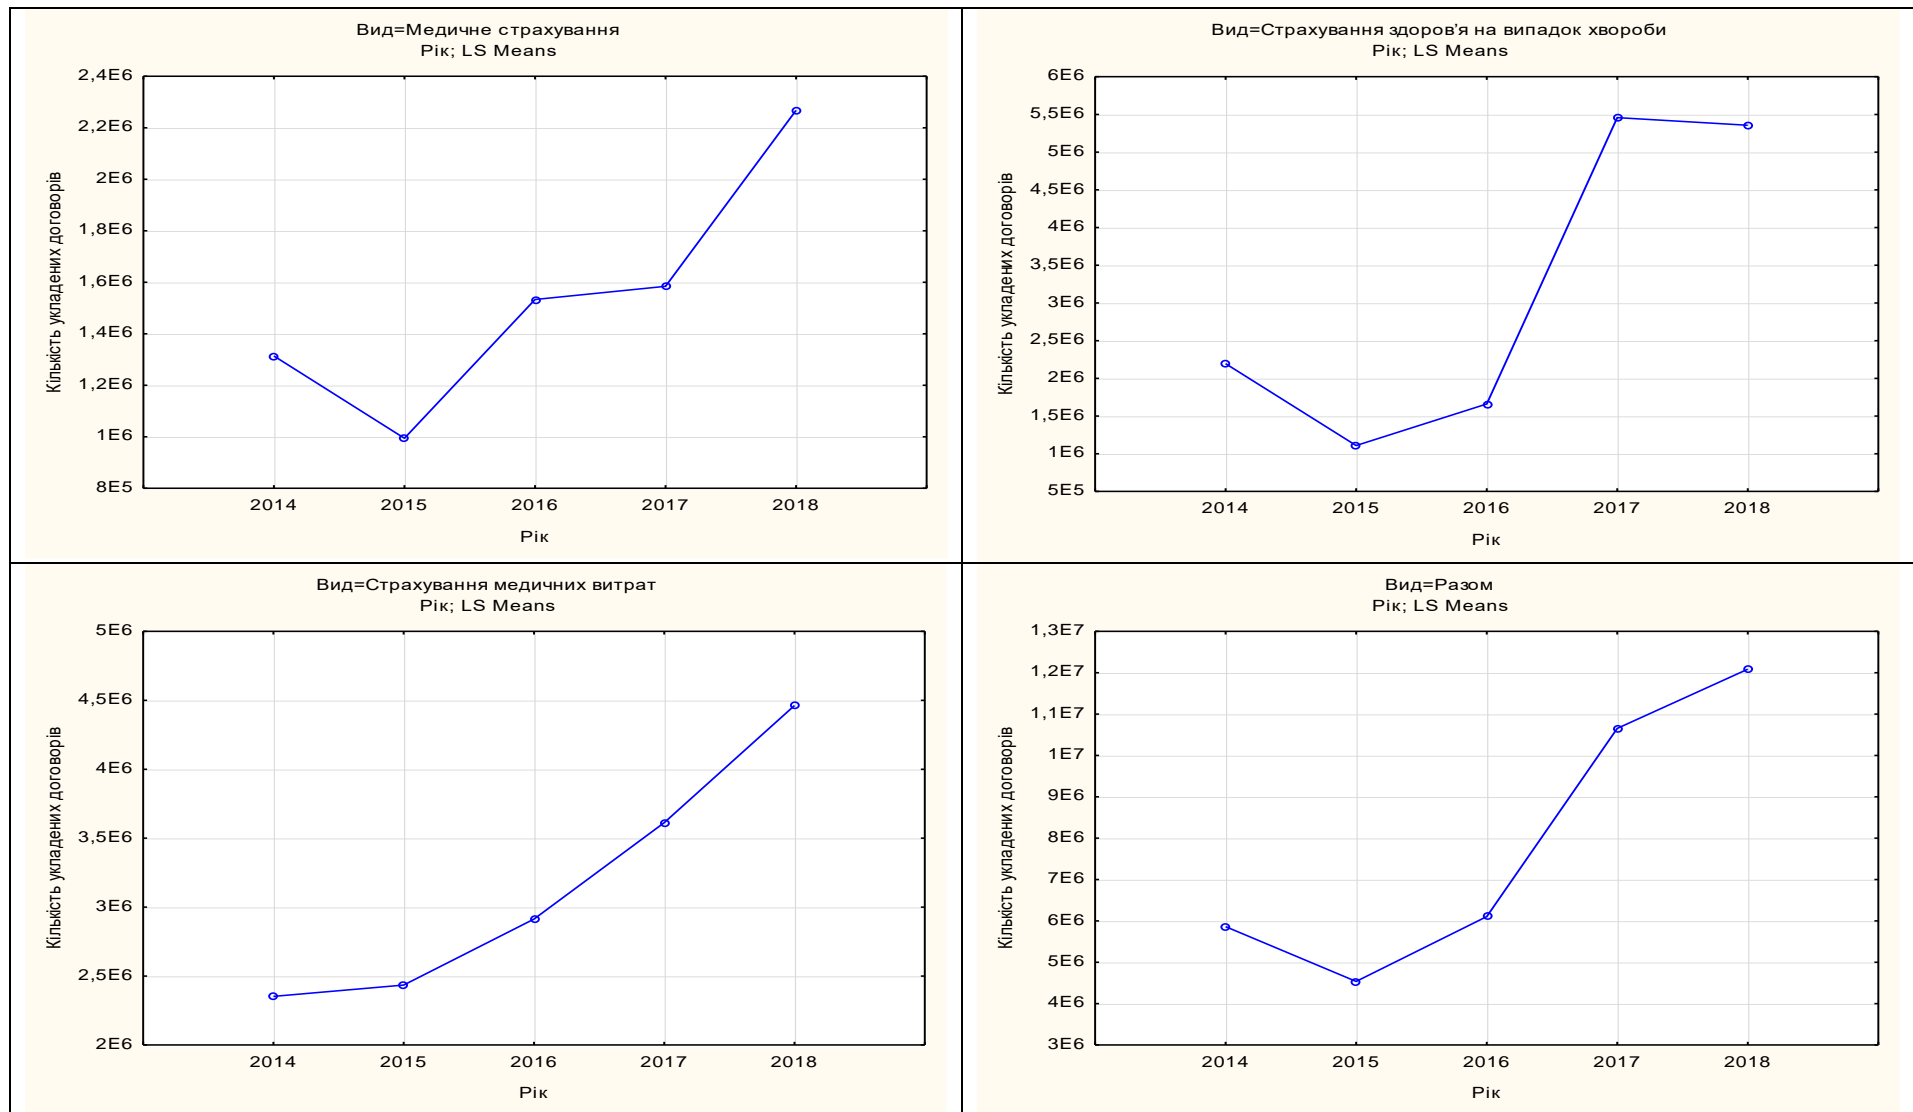 Вид=Медичне страхування
Рік; LS Means
2,4E6
2,2E6
2E6
1,8E6
1,6E6
1,4E6
1,2E6
1E6
8E5
Кількість укладених договорів
2014 2015 2016 2017 2018
Рік
Вид=Страхування здоров'я на випадок хвороби
Рік; LS Means
6E6
5,5E6
5E6
4,5E6
4E6
3,5E6
3E6
2,5E6
2E6
1,5E6
1E6
5E5
Кількість укладених договорів
2014 2015 2016 2017 2018
Рік
Вид=Страхування медичних витрат
Рік; LS Means
5E6
4,5E6
4E6
3,5E6
3E6
2,5E6
2E6
Кількість укладених договорів
2014 2015 2016 2017 2018
Рік
Вид=Разом
Рік; LS Means
1,3E7
1,2E7
1,1E7
1E7
9E6
8E6
7E6
6E6
5E6
4E6
3E6
Кількість укладених договорів
2014 2015 2016 2017 2018
Рік